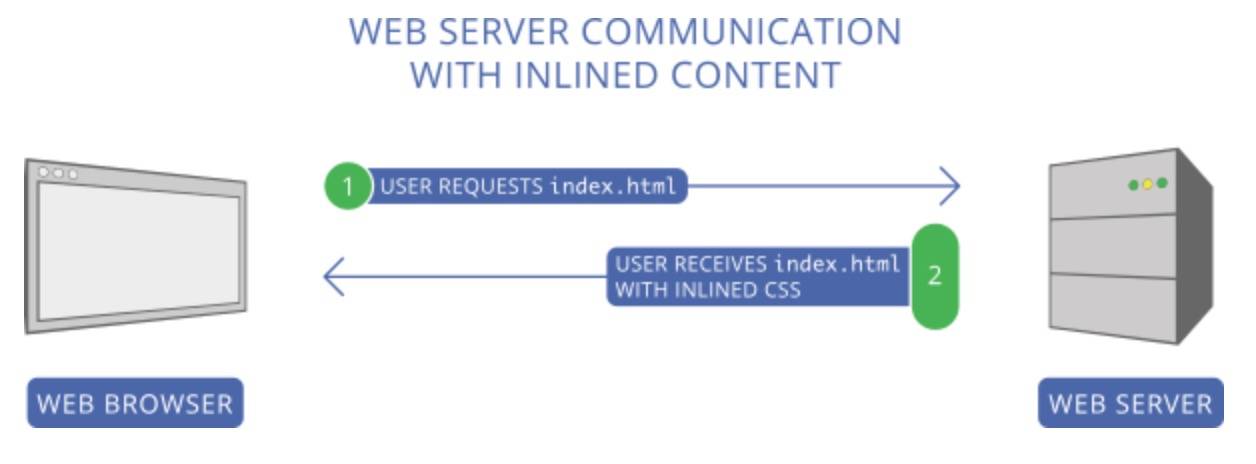 WEB SERVER COMMUNICATION
WITH INLINED CONTENT
1 USER REQUESTS index.html
USER RECEIVES index.html
WITH INLINED CSS
2
WEB BROWSER
WEB SERVER